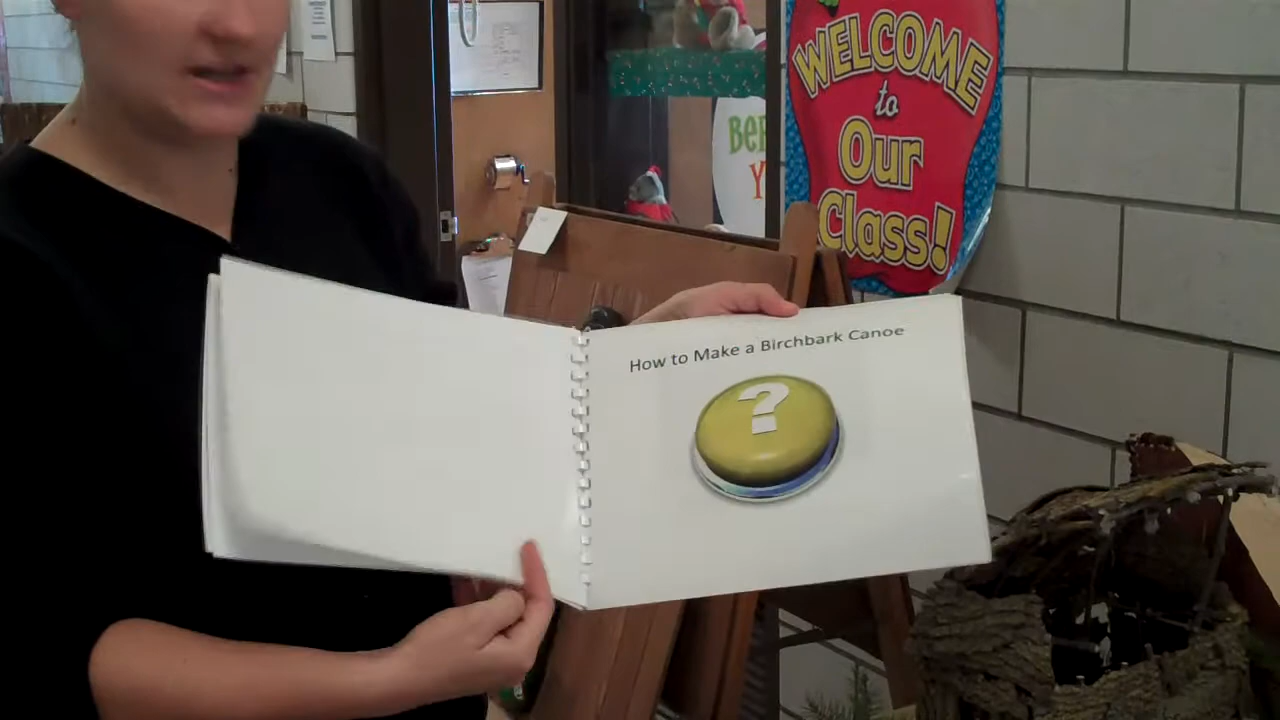 WELCOME
to
Our
Class!
How to Make a Birchbark Canoe
?